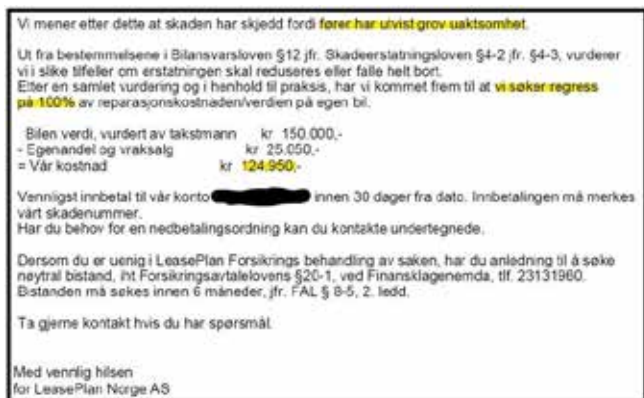 Vi mener etter dette at skaden har skjedd fordi fører har utvist grov uaktsomhet.
Ut fra bestemmelsene i Bilansvarsloven §12 jfr. Skadeerstatningsloven §4-2 jfr. §4-3, vurderer
vi i slike tilfeller om erstatningen skal reduseres eller falle helt bort.
Etter en samlet vurdering og i henhold til praksis, har vi kommet frem til at vi søker regress
på 100% av reparasjonskostnaden/verdien på egen bil.
Bilen verdi, vurdert av takstmann kr 150.000,-
- Egenandel og vraksalg kr 25.050,-
= Vår kostnad kr 124.950,-
Vennligst innbetal til vår konto innen 30 dager fra dato. Innbetalingen må merkes
vårt skadenummer.
Har du behov for en nedbetalingsordning kan du kontakte undertegnede.
Dersom du er uenig i LeasePlan Forsikrings behandling av saken, har du anledning til å søke
nøytral bistand, iht Forsikringsavtalelovens §20-1, ved Finansklagenemda, tlf. 23131960.
Bistanden må søkes innen 6 måneder, jfr. FAL § 8-5, 2. ledd.
Ta gjerne kontakt hvis du har spørsmål.
Med vennlig hilsen
for LeasePlan Norge AS